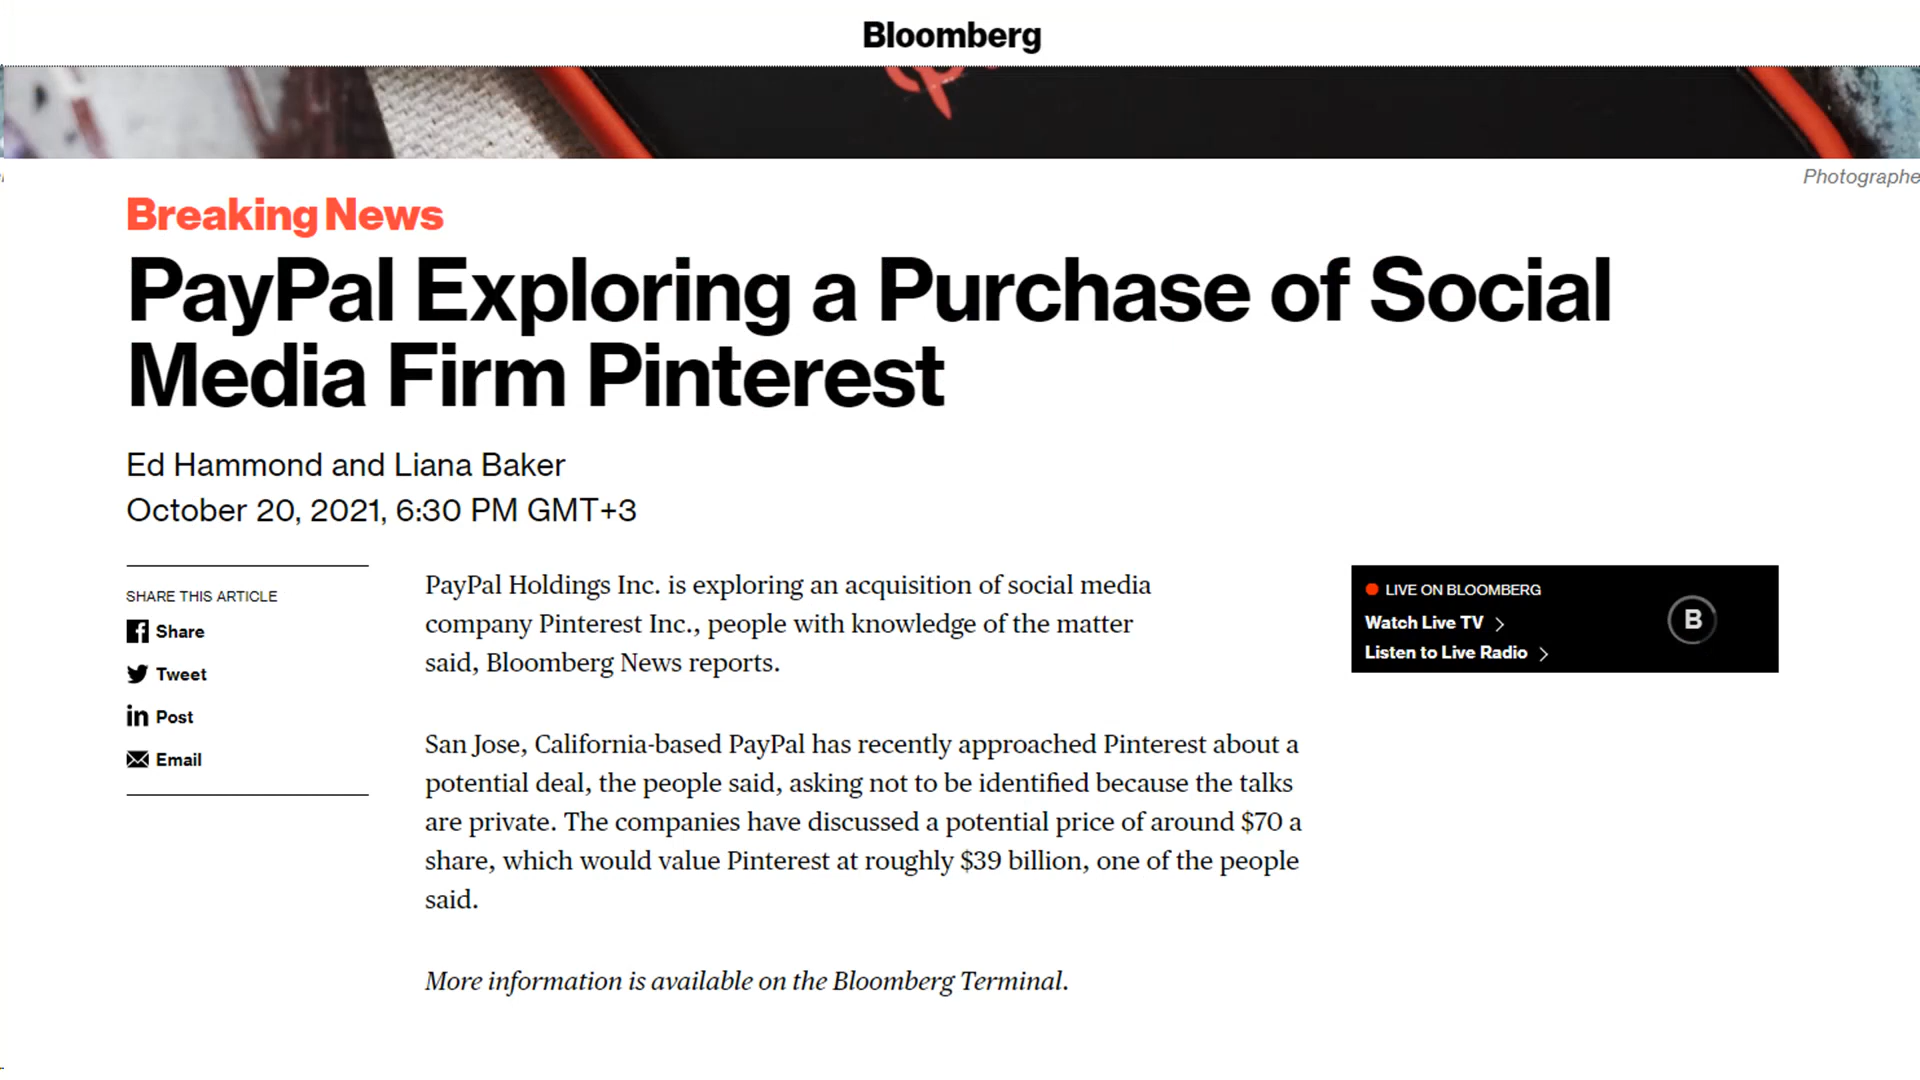 Bloomberg
Photographe
Breaking News
PayPal Exploring a Purchase of Social
Media Firm Pinterest
Ed Hammond and Liana Baker
October 20, 2021, 6:30 PM GMT+3
SHARE THIS ARTICLE
Share
Tweet
in Post
Email
PayPal Holdings Inc. is exploring an acquisition of social media
company Pinterest Inc., people with knowledge of the matter
said, Bloomberg News reports.
San Jose, California-based PayPal has recently approached Pinterest about a
potential deal, the people said, asking not to be identified because the talks
are private. The companies have discussed a potential price of around $70 a
share, which would value Pinterest at roughly $39 billion, one of the people
said.
More information is available on the Bloomberg Terminal.
LIVE ON BLOOMBERG
Watch Live TV
Listen to Live Radio
B